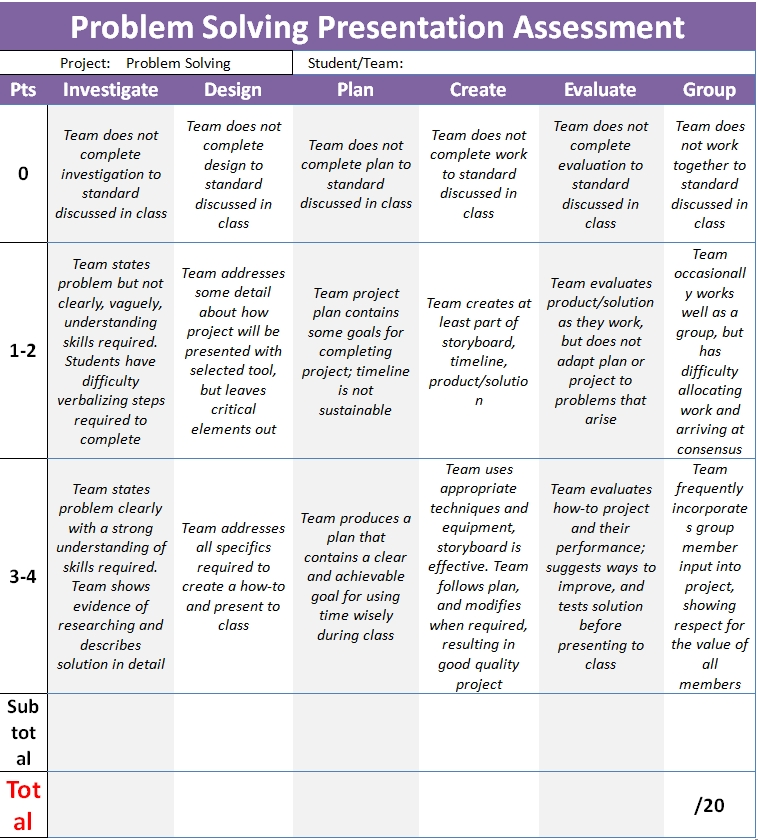 Problem Solving Presentation Assessment
Project: Problem Solving
Student/Team:
Pts Investigate Design Plan Create Evaluate Group
0
Team does not
complete
investigation to
standard
discussed in class
Team does not
complete
design to
standard
discussed in
class
Team does not
complete plan to
standard
discussed in class
Team does not
complete work
to standard
discussed in
class
Team does not
complete
evaluation to
standard
discussed in
class
Team does
not work
together to
standard
discussed in
class
1-2
Team states
problem but not
clearly, vaguely,
understanding
skills required.
Students have
difficulty
verbalizing steps
required to
complete
Team addresses
some detail
about how
project will be
presented with
selected tool,
but leaves
critical
elements out
Team project
plan contains
some goals for
completing
project; timeline
is not
sustainable
Team creates at
least part of
storyboard,
timeline,
product/solutio
n
Team evaluates
product/solution
as they work,
but does not
adapt plan or
project to
problems that
arise
Team
occasionall
y works
well as a
group, but
has
difficulty
allocating
work and
arriving at
consensus
3-4
Team states
problem clearly
with a strong
understanding of
skills required.
Team shows
evidence of
researching and
describes
solution in detail
Team addresses
all specifics
required to
create a how-to
and present to
class
Team produces a
plan that
contains a clear
and achievable
goal for using
time wisely
during class
Team uses
appropriate
techniques and
equipment,
storyboard is
effective. Team
follows plan,
and modifies
when required,
resulting in
good quality
project
Team evaluates
how-to project
and their
performance;
suggests ways to
improve, and
tests solution
before
presenting to
class
Team
frequently
incorporate
s group
member
input into
project,
showing
respect for
the value of
all
members
Sub
tot
al
Tot
al
/20